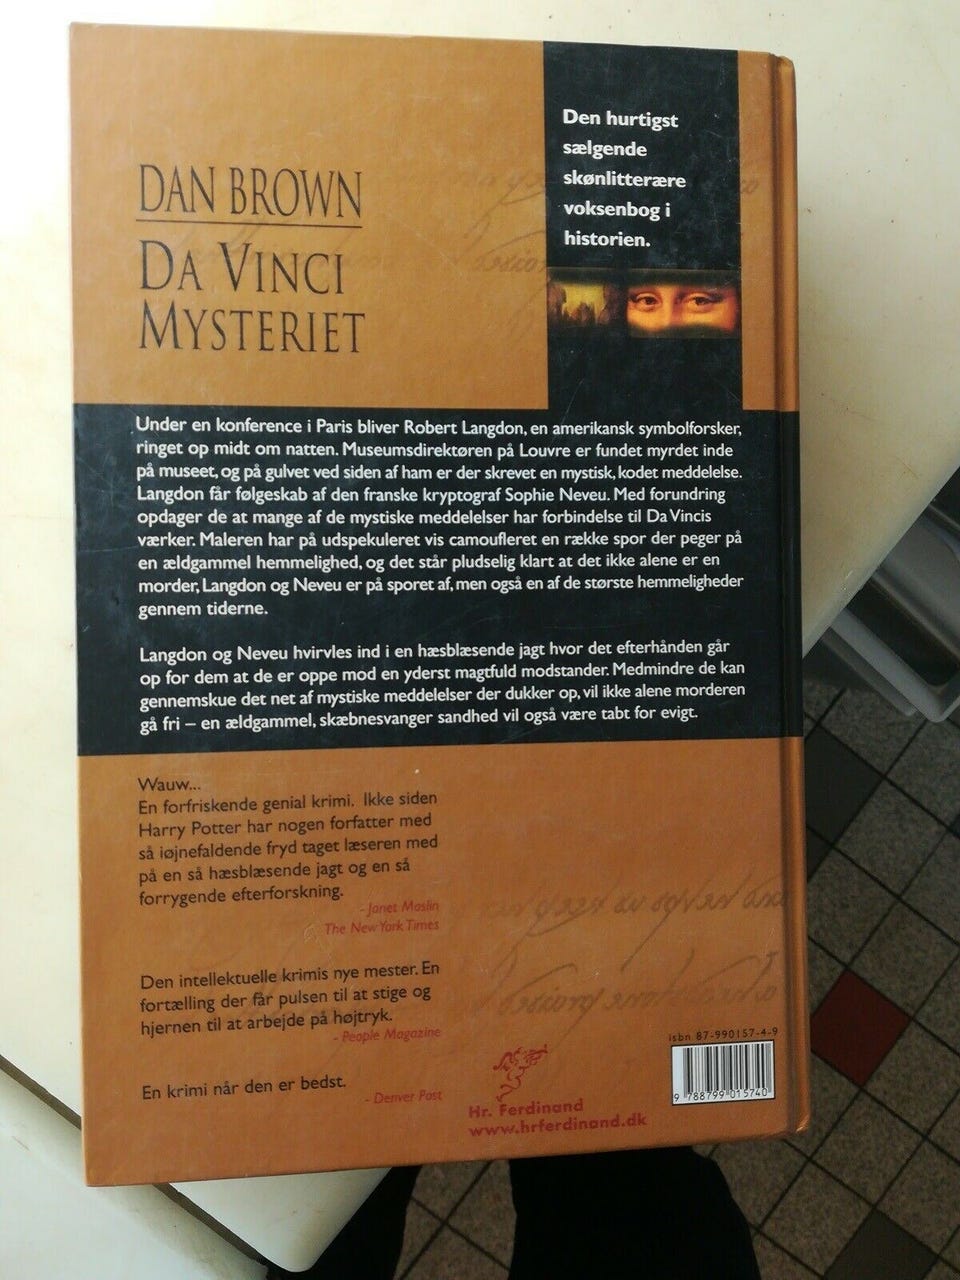 Den hurtigst
sælgende
skønlitterære
voksenbog i
historien.
DAN BROWN
DA VINCI
MYSTERIET
Under en konference i Paris bliver Robert Langdon, en amerikansk symbolforsker,
ringet op midt om natten. Museumsdirektøren på Louvre er fundet myrdet inde
på museet, og på gulvet ved siden af ham er der skrevet en mystisk, kodet meddelelse.
Langdon får følgeskab af den franske kryptograf Sophie Neveu. Med forundring
opdager de at mange af de mystiske meddelelser har forbindelse til Da Vincis
værker. Maleren har på udspekuleret vis camoufleret en række spor der peger på
en ældgammel hemmelighed, og det står pludselig klart at det ikke alene er en
morder, Langdon og Neveu er på sporet af, men også en af de største hemmeligheder
gennem tiderne.
Langdon og Neveu hvirvles ind i en hæsblæsende jagt hvor det efterhånden går
op for dem at de er oppe mod en yderst magtfuld modstander. Medmindre de kan
gennemskue det net af mystiske meddelelser der dukker op, vil ikke alene morderen
gå fri – en ældgammel, skæbnesvanger sandhed vil også være tabt for evigt.
Wauw...
En forfriskende genial krimi. Ikke siden
Harry Potter har nogen forfatter med
så iøjnefaldende fryd taget læseren med
på en så hæsblæsende jagt og en så
forrygende efterforskning.
- Janet Maslin
The New York Times
Den intellektuelle krimis nye mester. En
fortælling der får pulsen til at stige og
hjernen til at arbejde på højtryk.
- People Magazine
En krimi når den er bedst.
- Denver Post
Hr. Ferdinand
www.hrferdinand.dk
isbn 87-990157-4-9
9 788799 015740